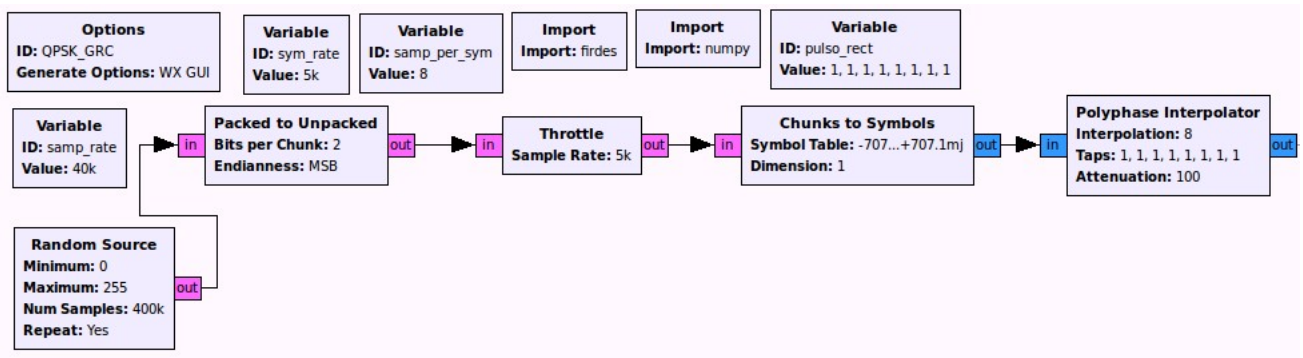 Options
ID: QPSK_GRC
Generate Options: WX GUI
Variable
ID: sym_rate
Value: 5k
Variable
ID: samp_per_sym
Value: 8
Import
Import: firdes
Import
Import: numpy
Variable
ID: pulso_rect
Value: 1, 1, 1, 1, 1, 1, 1, 1
Variable
ID: samp_rate
Value: 40k
in
Packed to Unpacked
Bits per Chunk: 2
Endianness: MSB
out
in
Throttle
Sample Rate: 5k
out
in
Chunks to Symbols
Symbol Table: -707...+707.1mj
Dimension: 1
out
in
Polyphase Interpolator
Interpolation: 8
Taps: 1, 1, 1, 1, 1, 1, 1, 1
Attenuation: 100
out
Random Source
Minimum: 0
Maximum: 255
Num Samples: 400k
Repeat: Yes
out